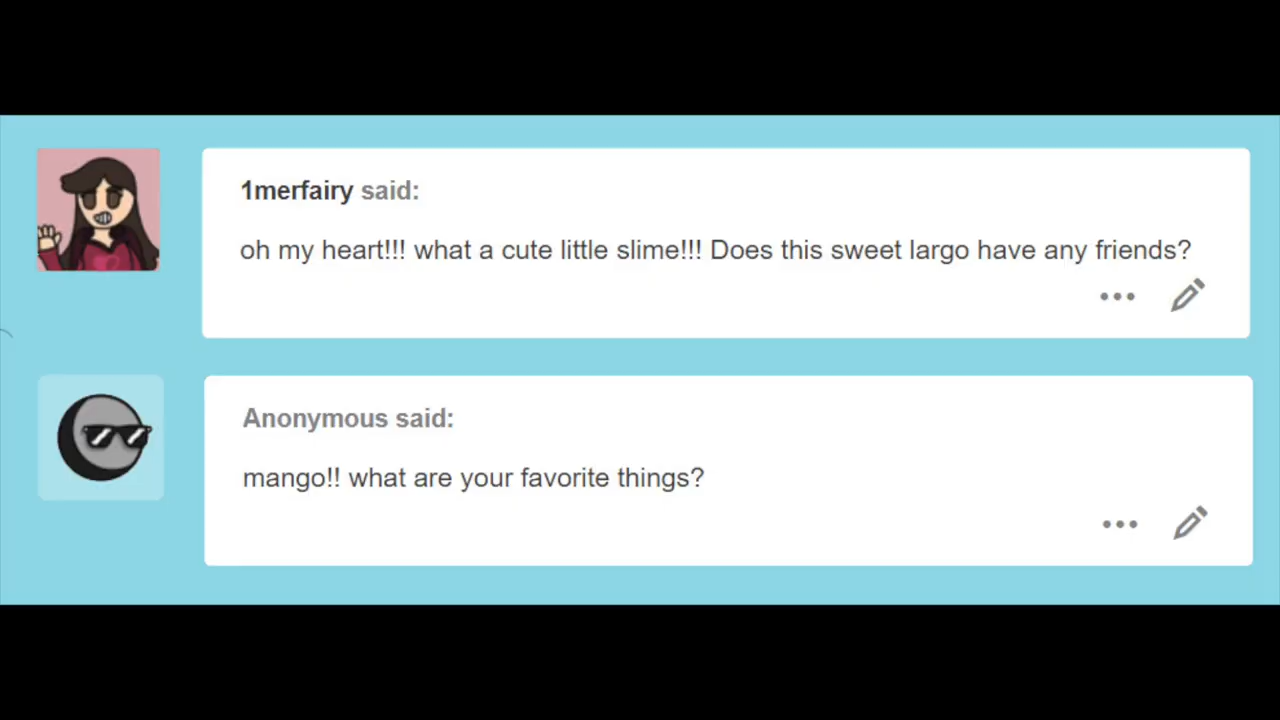 1merfairy said:
oh my heart!!! what a cute little slime!!! Does this sweet largo have any friends?
Anonymous said:
mango!! what are your favorite things?